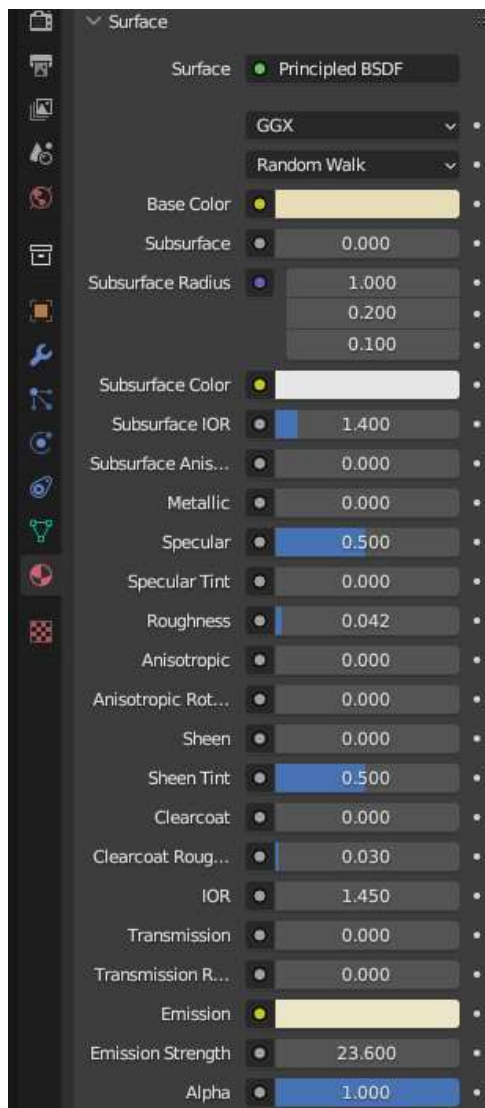 Surface
Surface Principled BSDF
GGX
Random Walk
Base Color
Subsurface 0.000
Subsurface Radius 1.000
0.200
0.100
Subsurface Color
Subsurface IOR 1.400
Subsurface Anis... 0.000
Metallic 0.000
Specular 0.500
Specular Tint 0.000
Roughness 0.042
Anisotropic 0.000
Anisotropic Rot... 0.000
Sheen 0.000
Sheen Tint 0.500
Clearcoat 0.000
Clearcoat Roug... 0.030
IOR 1.450
Transmission 0.000
Transmission R... 0.000
Emission
Emission Strength 23.600
Alpha 1.000